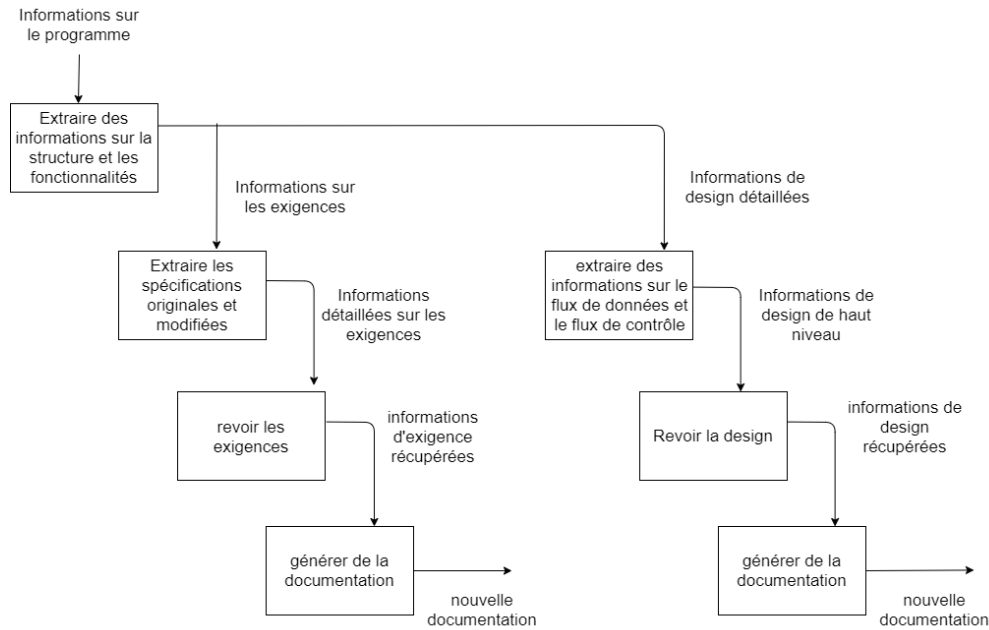 Informations sur
le programme
Extraire des
informations sur la
structure et les
fonctionnalités
Informations sur
les exigences
Informations de
design détaillées
Extraire les
spécifications
originales et
modifiées
Informations
détaillées sur les
exigences
extraire des
informations sur le
flux de données et
le flux de contrôle
Informations de
design de haut
niveau
revoir les
exigences
informations
d'exigence
récupérées
Revoir la design
informations de
design
récupérées
générer de la
documentation
nouvelle
documentation
générer de la
documentation
nouvelle
documentation